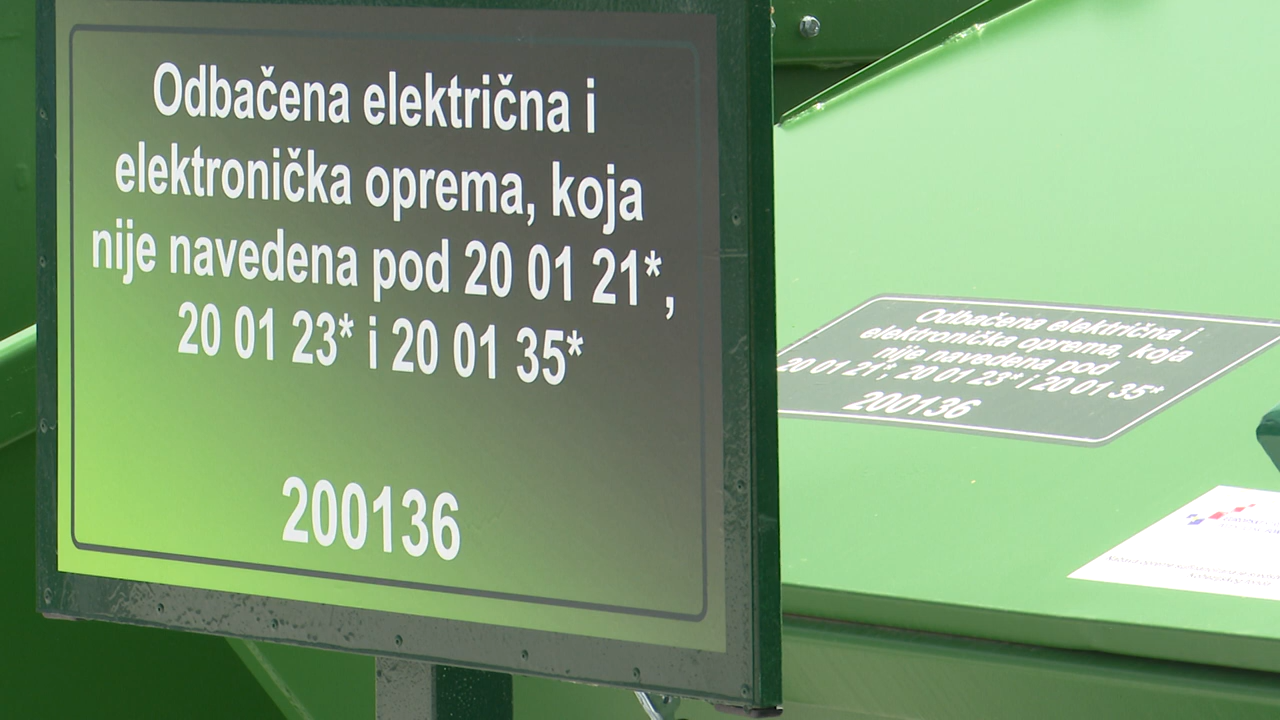 Odbačena električna i
elektronička oprema, koja
nije navedena pod 20 01 21*,
20 01 23* i 20 01 35*
200136
Odbačena električna i
elektronička oprema, koja
nije navedena pod
20 01 21*, 20 01 23* i 20 01 35*
200136